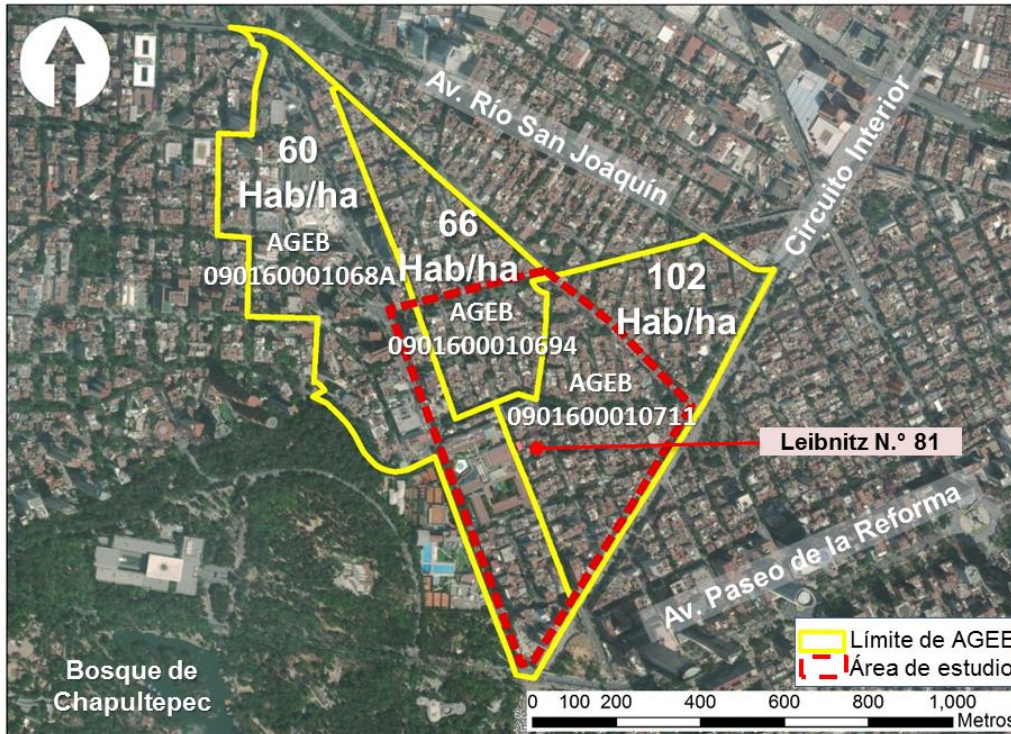 Av. Río San Joaquín
Circuito Interior
60
Hab/ha
AGEB
090160001068A
66
Hab/ha
AGEB
0901600010694
102
Hab/ha
AGEB
0901600010711
Leibnitz N.° 81
Av. Paseo de la Reforma
Bosque de
Chapultepec
Límite de AGEB
Área de estudio
0 100 200 400 600 800 1,000
Metros